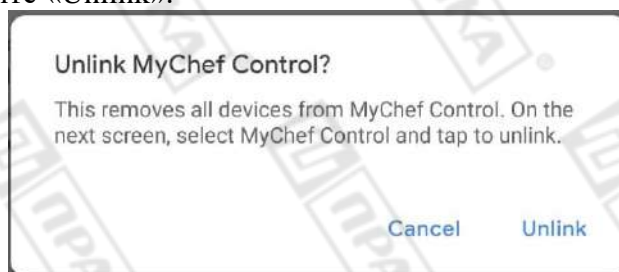 «Unlink».
Unlink MyChef Control?
This removes all devices from MyChef Control. On the
next screen, select MyChef Control and tap to unlink.
Cancel Unlink